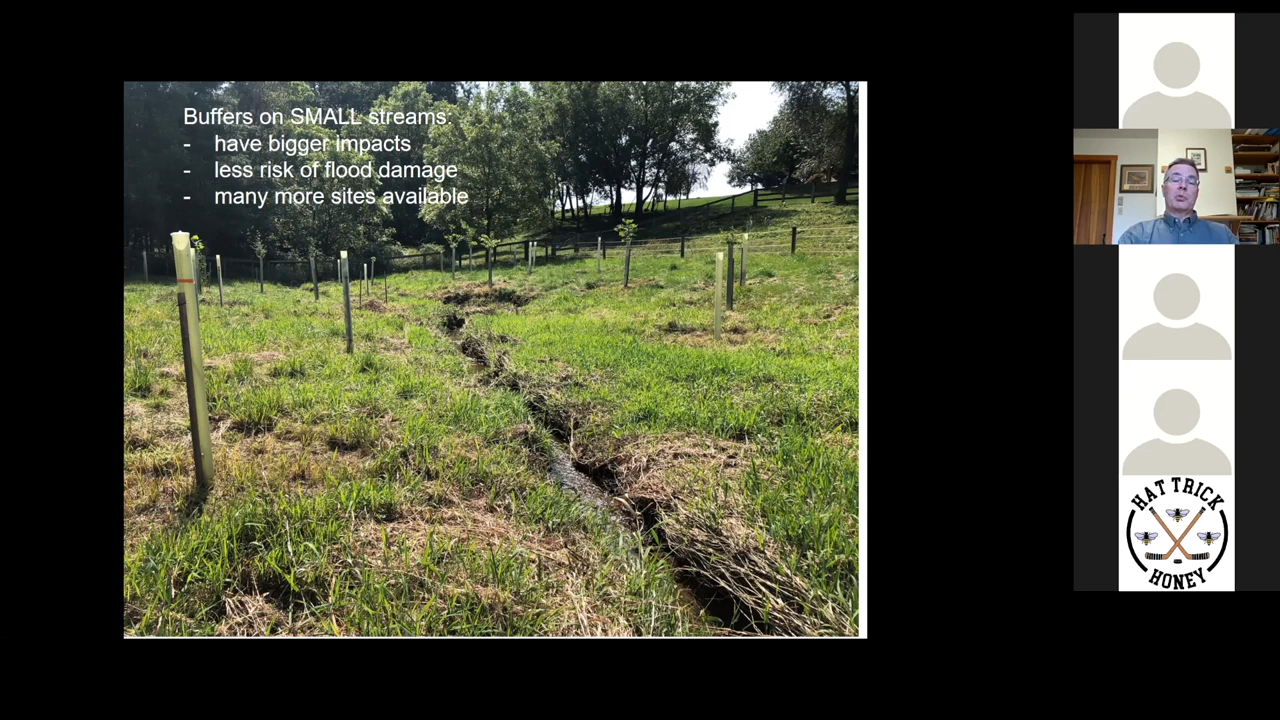 Buffers on SMALL streams:
- have bigger impacts
- less risk of flood damage
- many more sites available
HAT TRICK
HONEY